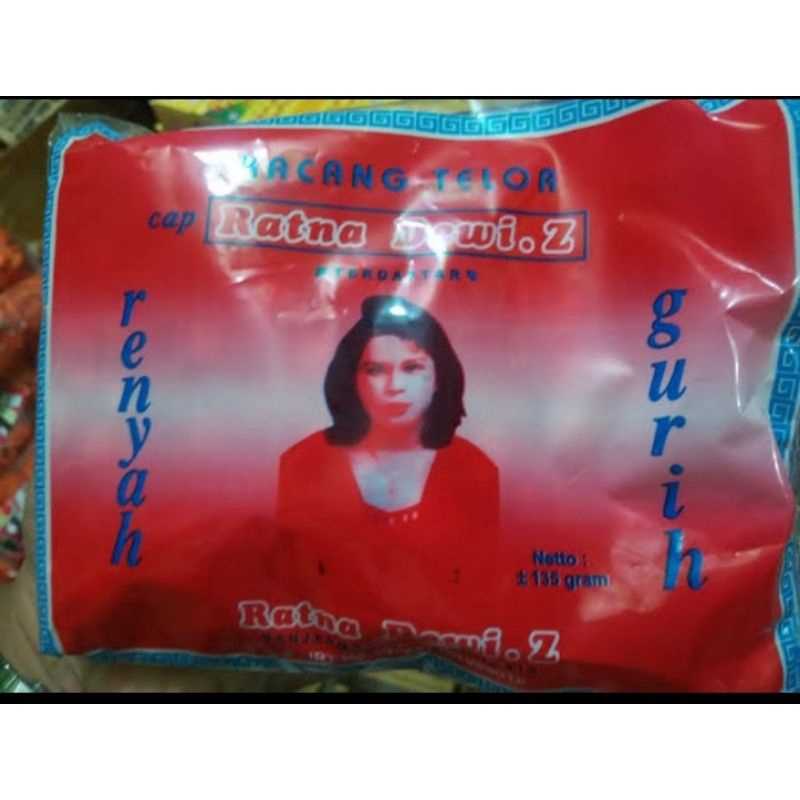 KACANG TELOR
cap Ratna Dewi.Z
TERDAFTAR
renyah
gurih
Netto :
± 135 gram
Ratna Dewi.Z